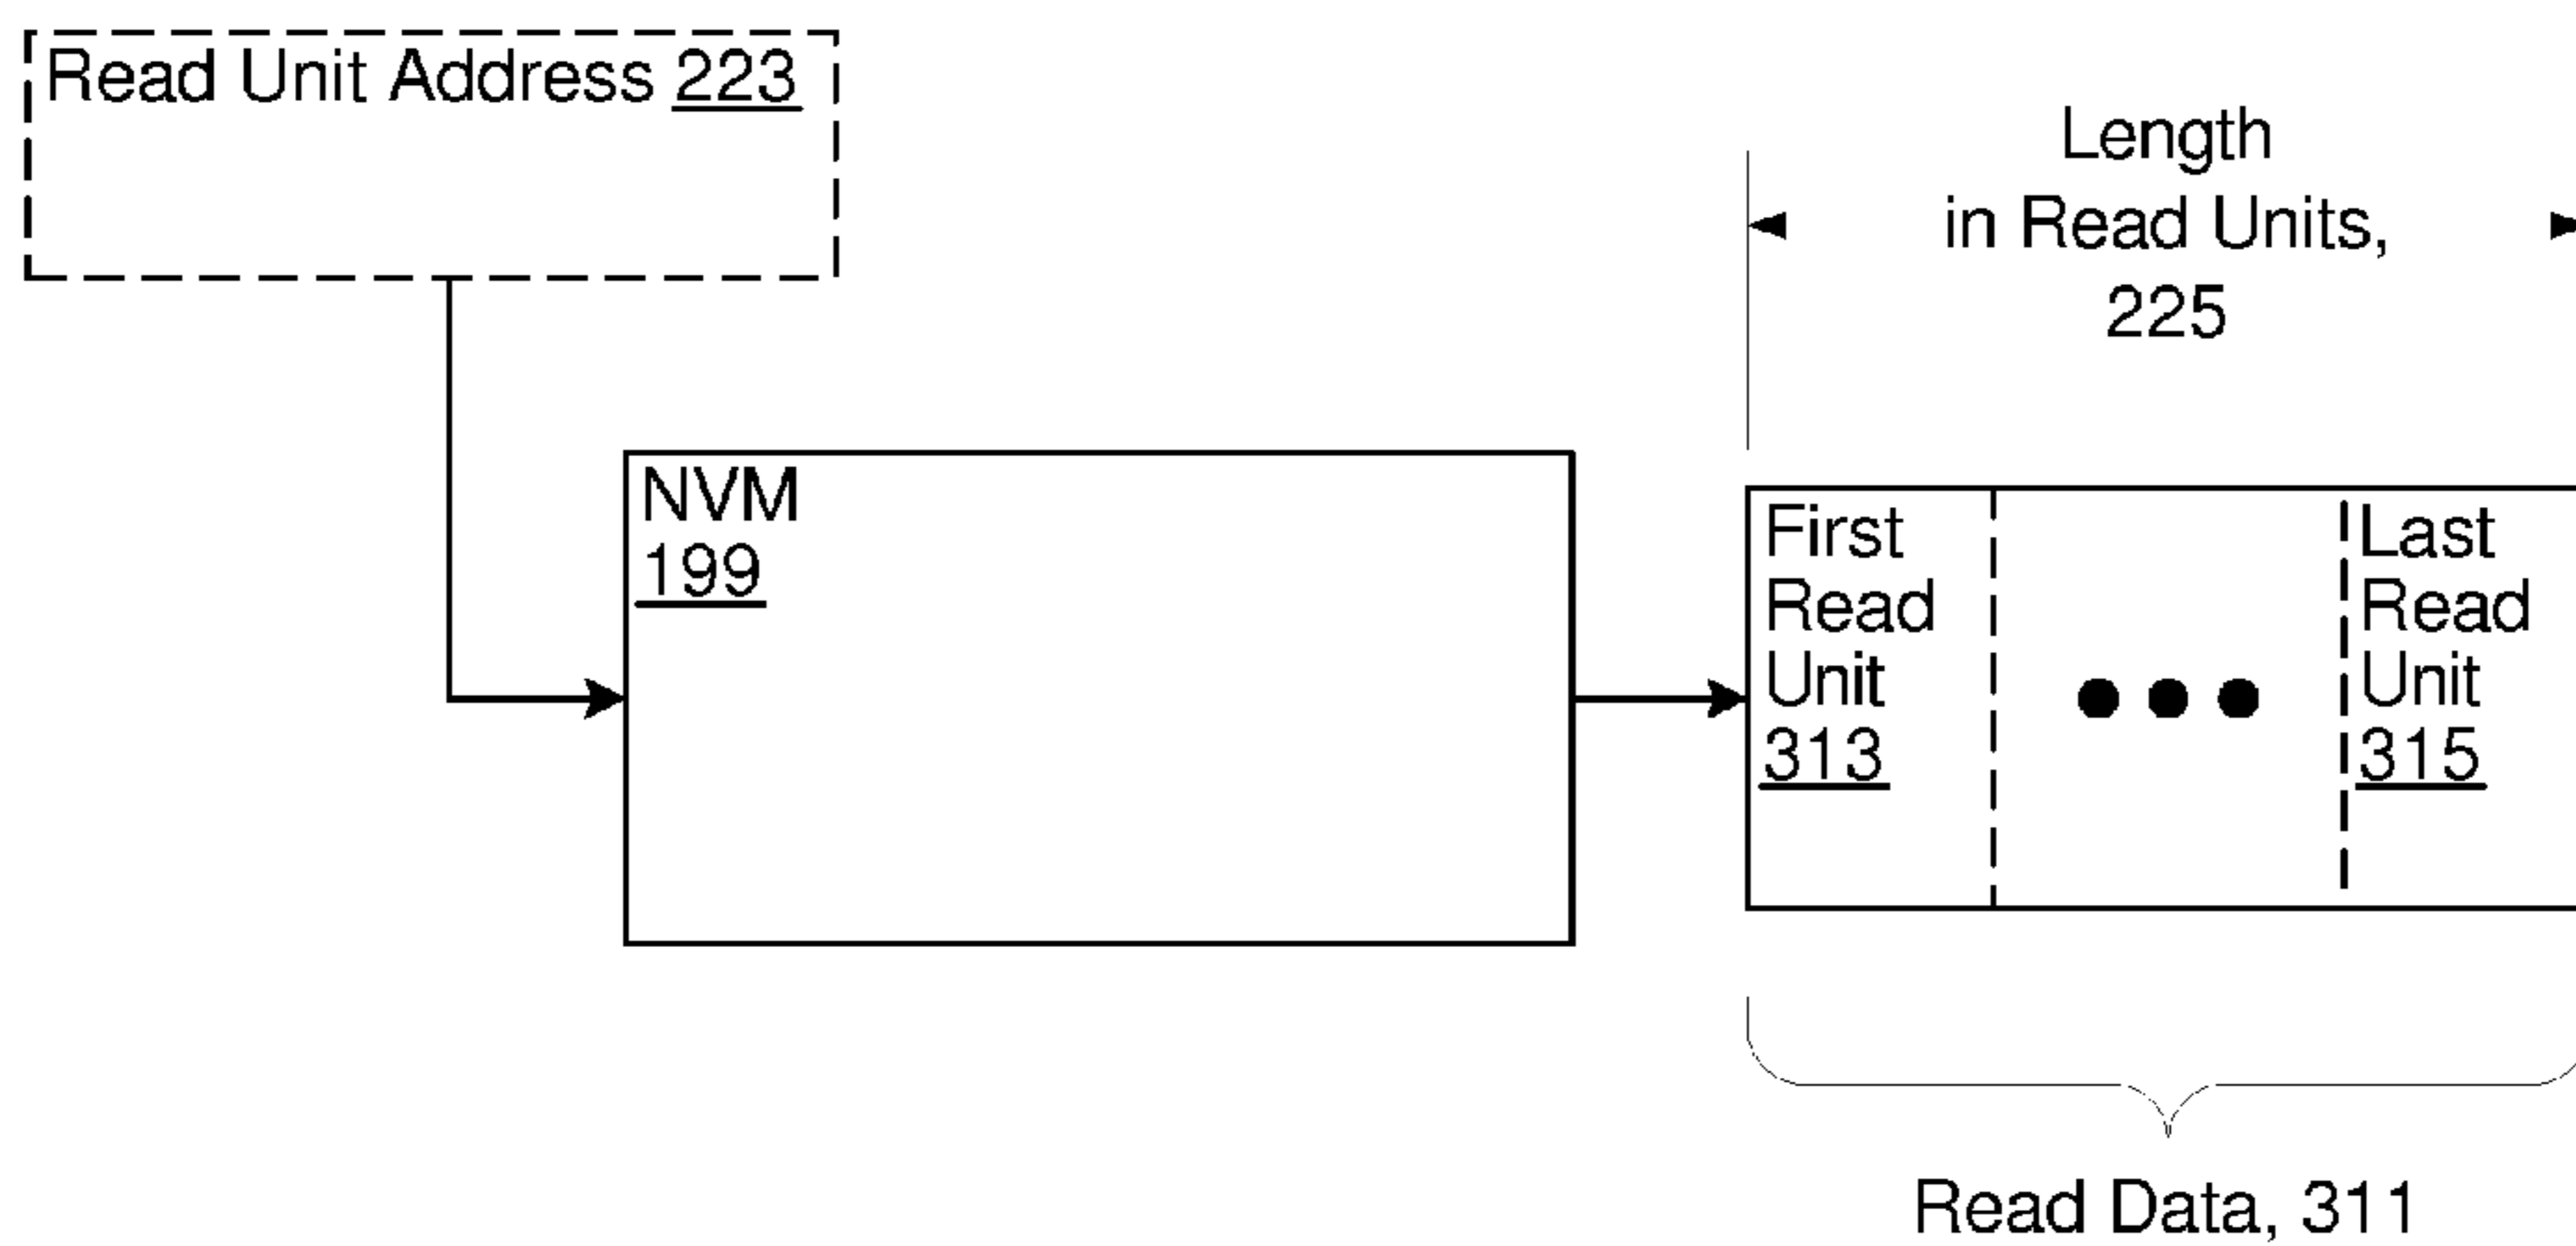 Read Unit Address 223
Length
in Read Units,
225
NVM
199
First
Read
Unit
313
Last
Read
Unit
315
Read Data, 311